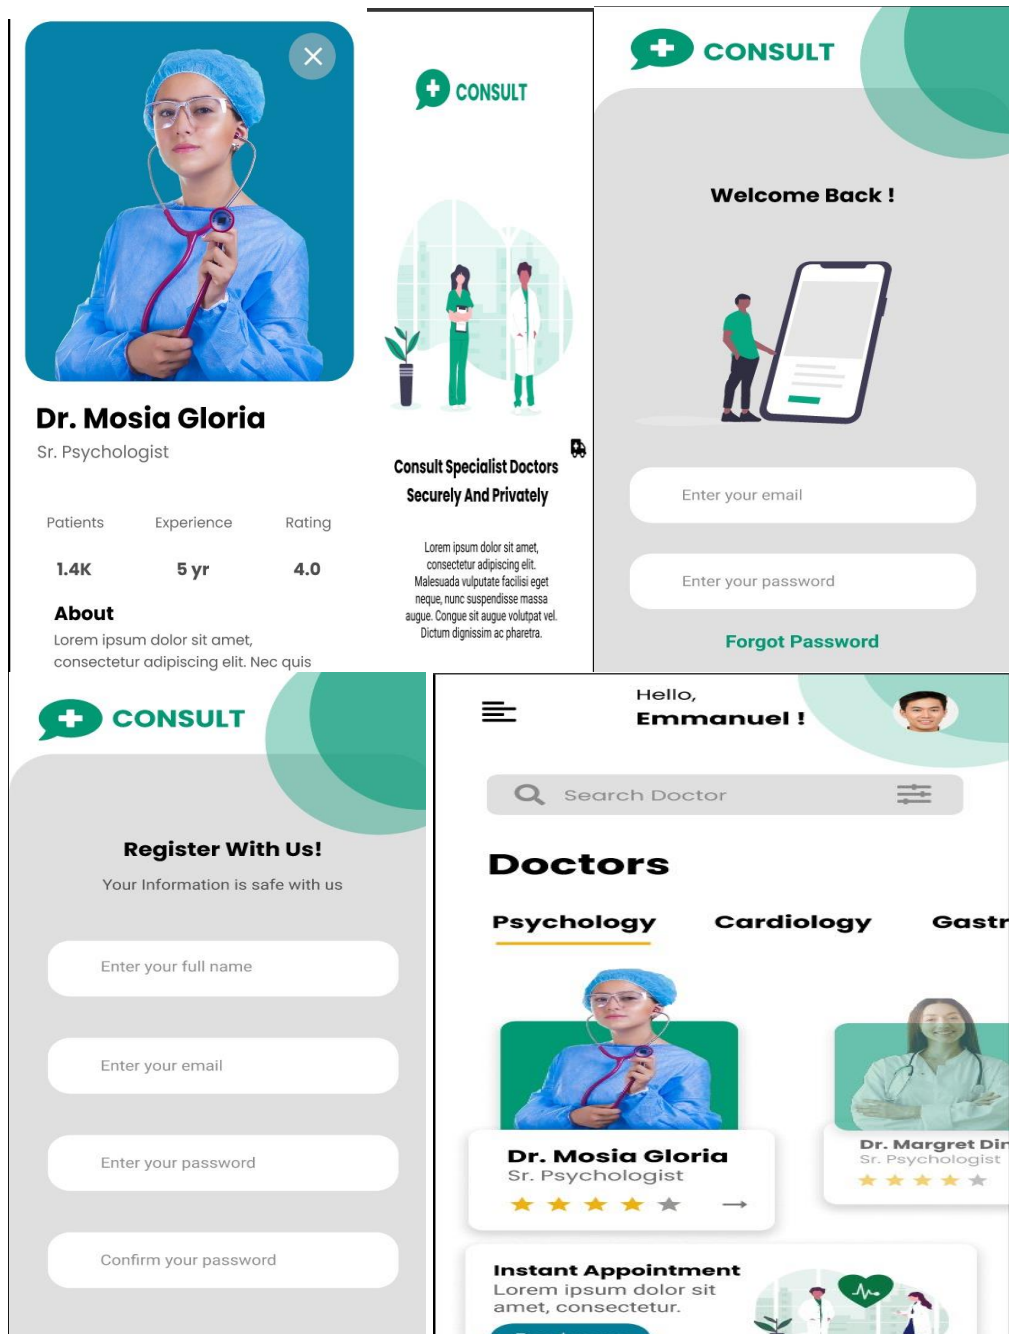 Dr. Mosia Gloria
Sr. Psychologist
Patients Experience Rating
1.4K 5 yr 4.0
About
Lorem ipsum dolor sit amet,
consectetur adipiscing elit. Nec quis
CONSULT
Consult Specialist Doctors
Securely And Privately
Lorem ipsum dolor sit amet,
consectetur adipiscing elit.
Malesuada vulputate facilisi eget
neque, nunc suspendisse massa
augue. Congue sit augue volutpat vel.
Dictum dignissim ac pharetra.
CONSULT
Welcome Back !
Enter your email
Enter your password
Forgot Password
CONSULT
Register With Us!
Your Information is safe with us
Enter your full name
Enter your email
Enter your password
Confirm your password
Hello,
Emmanuel !
Search Doctor
Doctors
Psychology Cardiology Gastr
Dr. Mosia Gloria
Sr. Psychologist
Dr. Margret Din
Sr. Psychologist
Instant Appointment
Lorem ipsum dolor sit
amet, consectetur.